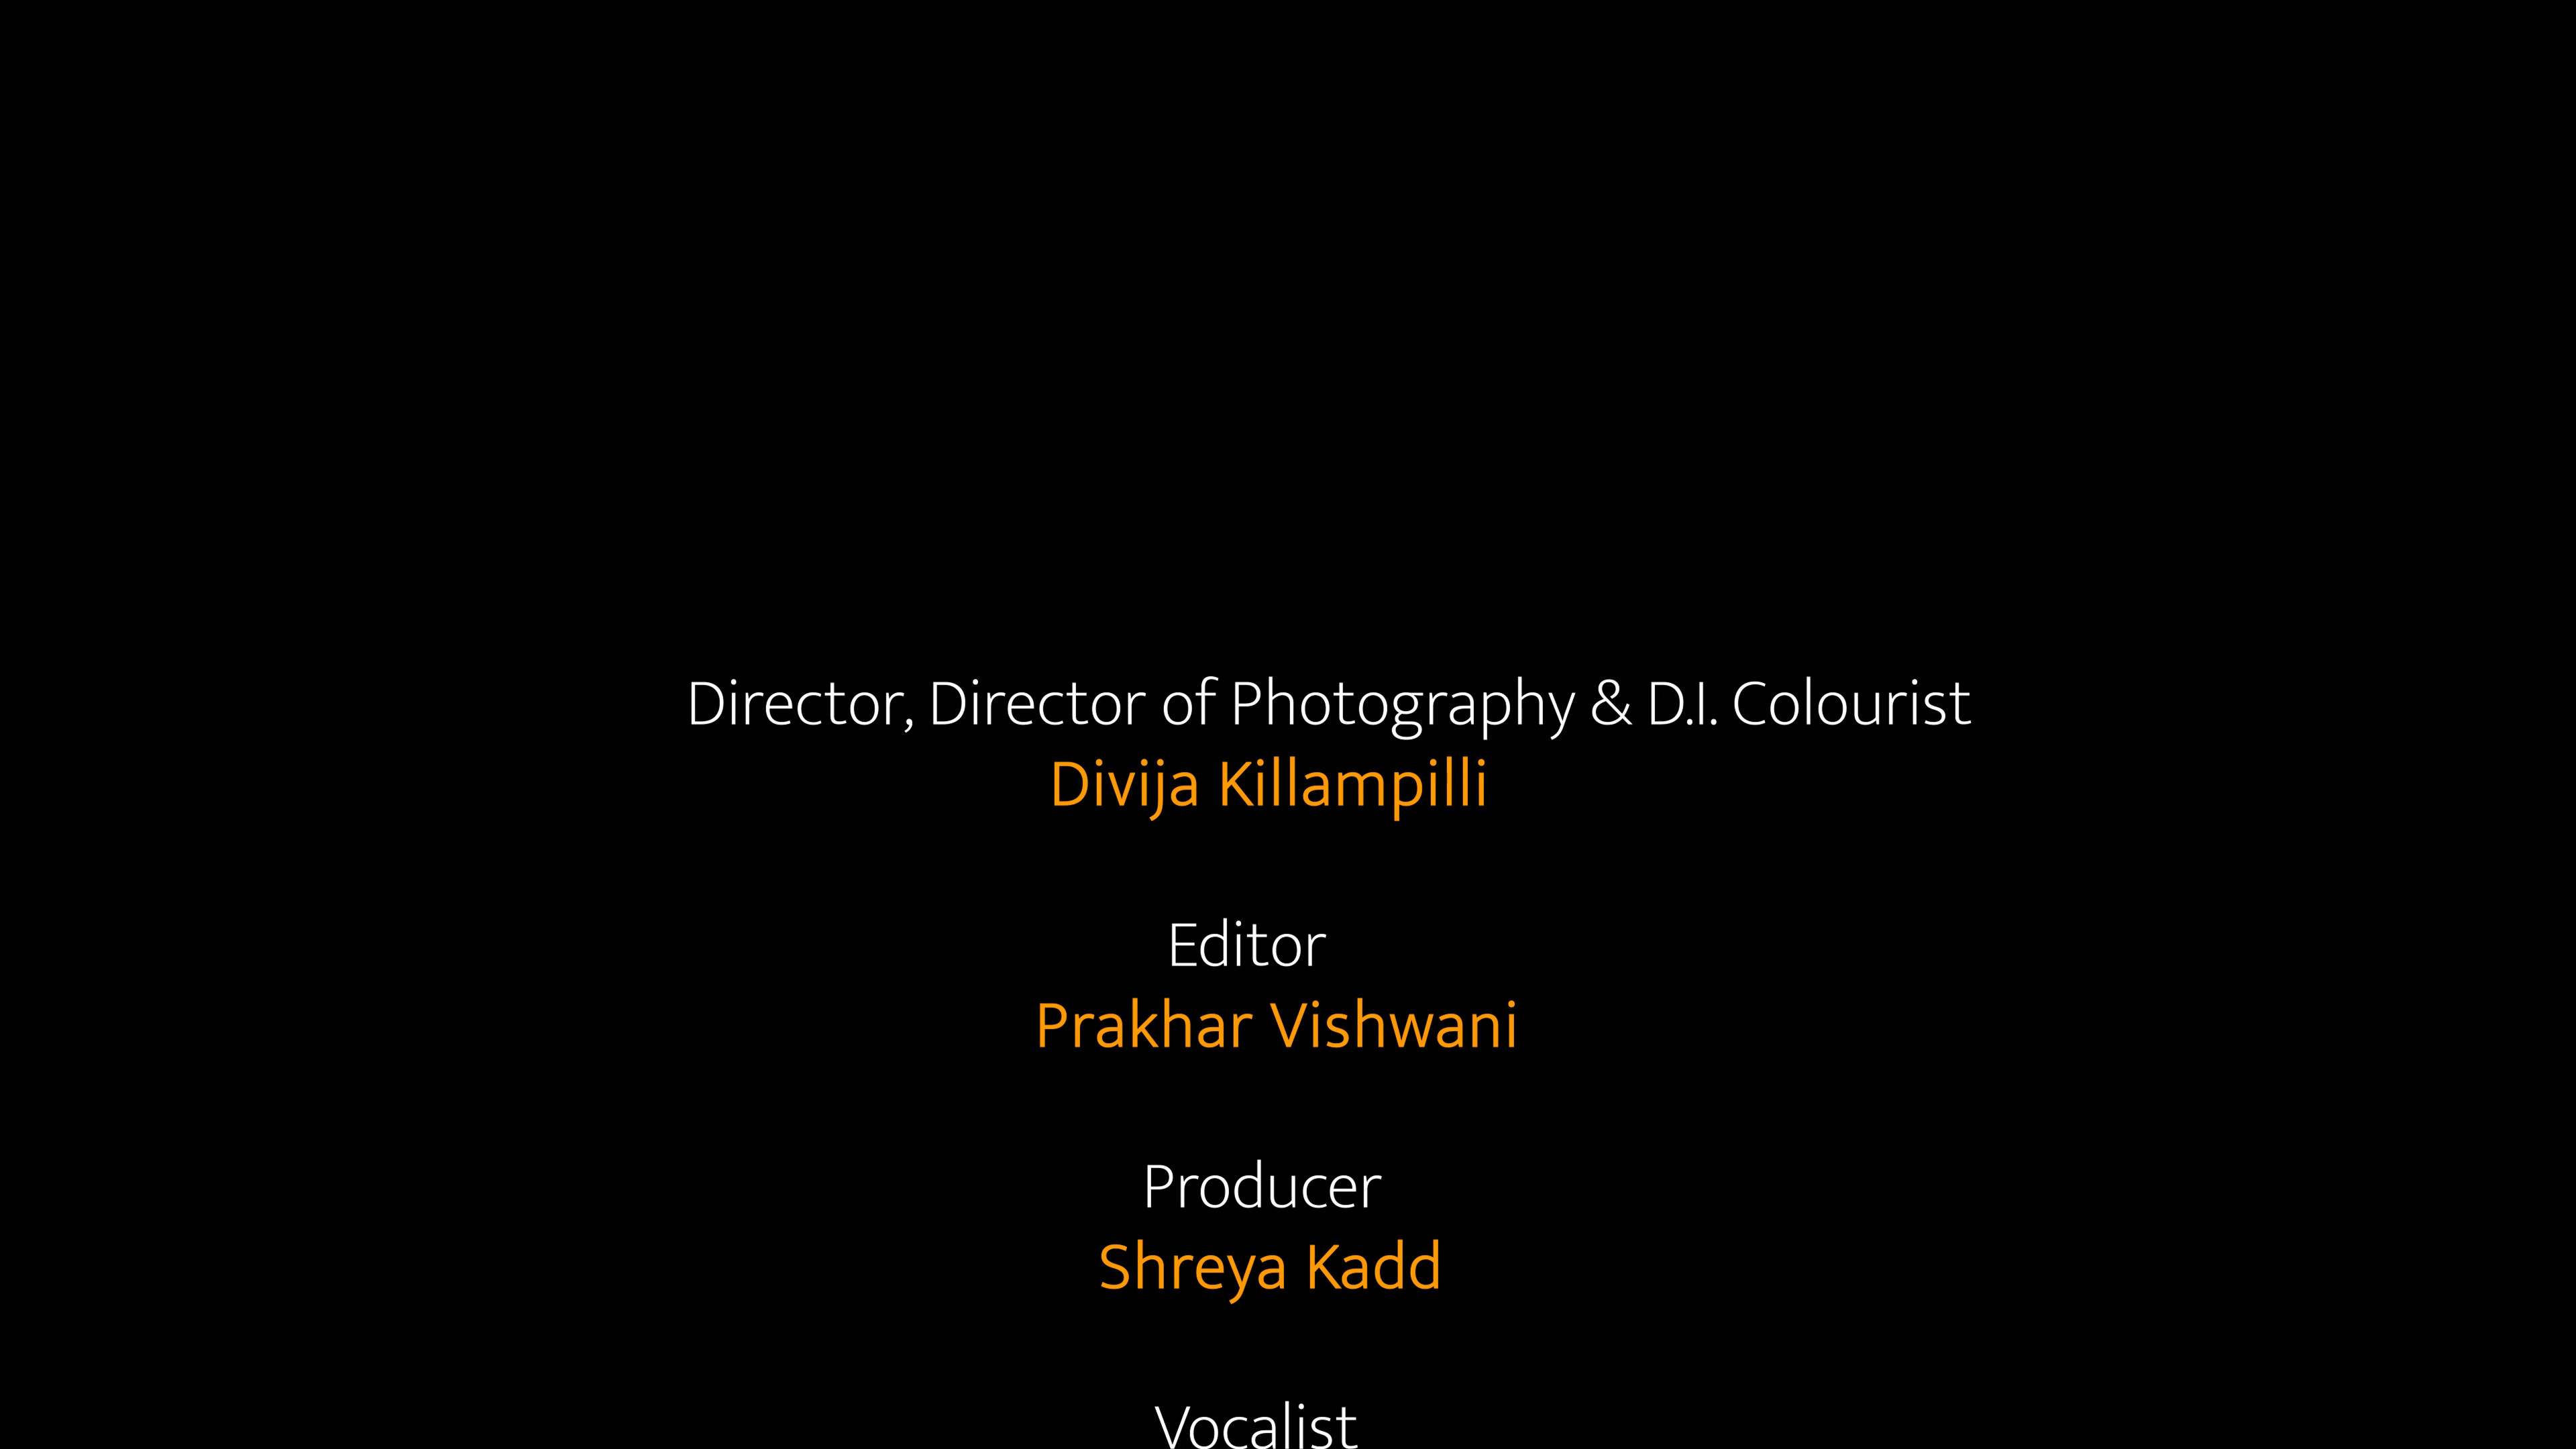 Director, Director of Photography & D.I. Colourist
Divija Killampilli
Editor
Prakhar Vishwani
Producer
Shreya Kadd
Vocalist